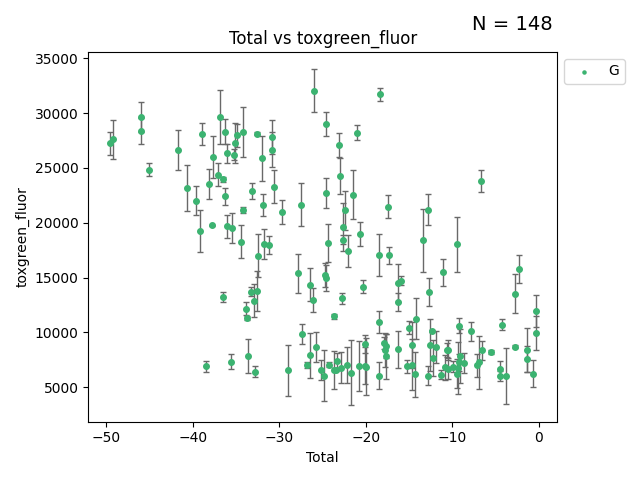 N = 148
Total vs toxgreen_fluor
G
35000
30000
25000
20000
15000
10000
5000
toxgreen_fluor
−50 −40 −30 −20 −10 0
Total